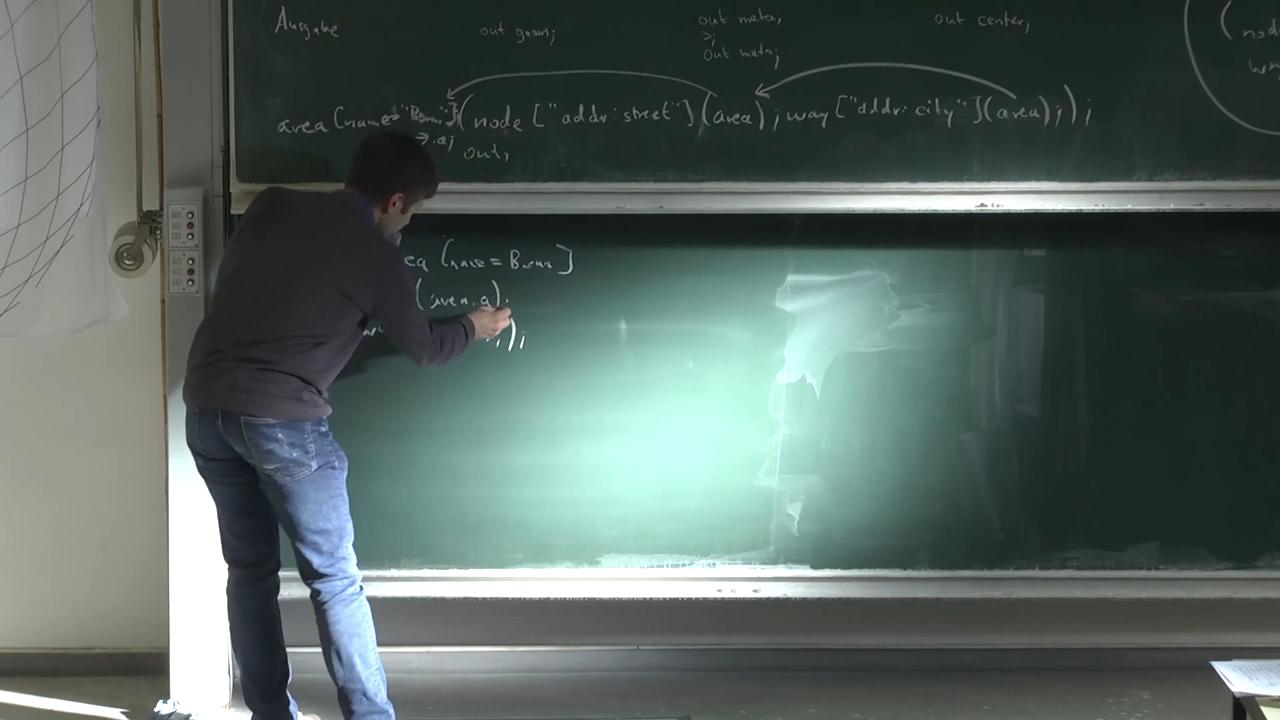 Ausgabe out geom; out meta; out center; (
>; node
out meta;
area [name="Bonn"] (node ["addr:street"](area); way ["addr:city"](area););
→.a;
out;
[name = Bonn]
(area.a);
);